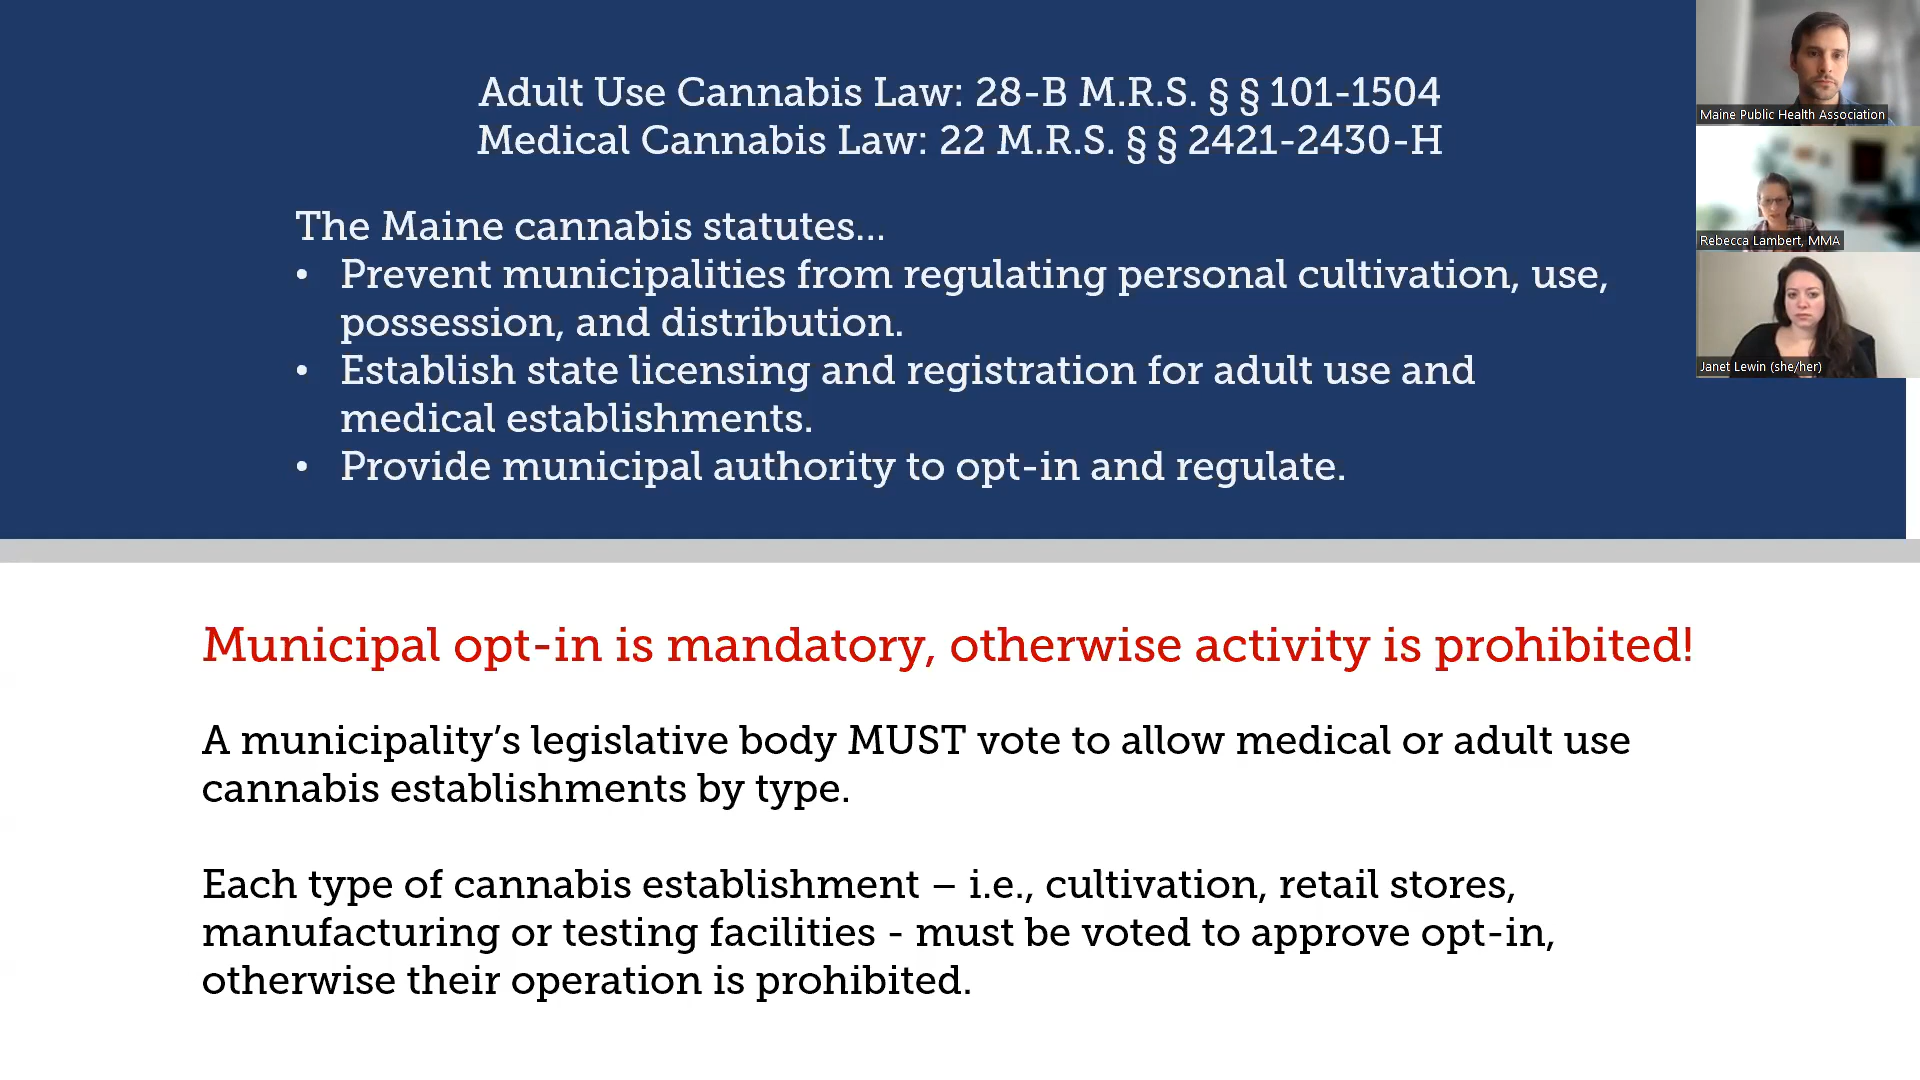 Adult Use Cannabis Law: 28-B M.R.S. § § 101-1504
Medical Cannabis Law: 22 M.R.S. § § 2421-2430-H
The Maine cannabis statutes...
• Prevent municipalities from regulating personal cultivation, use,
possession, and distribution.
• Establish state licensing and registration for adult use and
medical establishments.
• Provide municipal authority to opt-in and regulate.
Municipal opt-in is mandatory, otherwise activity is prohibited!
A municipality’s legislative body MUST vote to allow medical or adult use
cannabis establishments by type.
Each type of cannabis establishment – i.e., cultivation, retail stores,
manufacturing or testing facilities - must be voted to approve opt-in,
otherwise their operation is prohibited.
Maine Public Health Association
Rebecca Lambert, MMA
Janet Lewin (she/her)